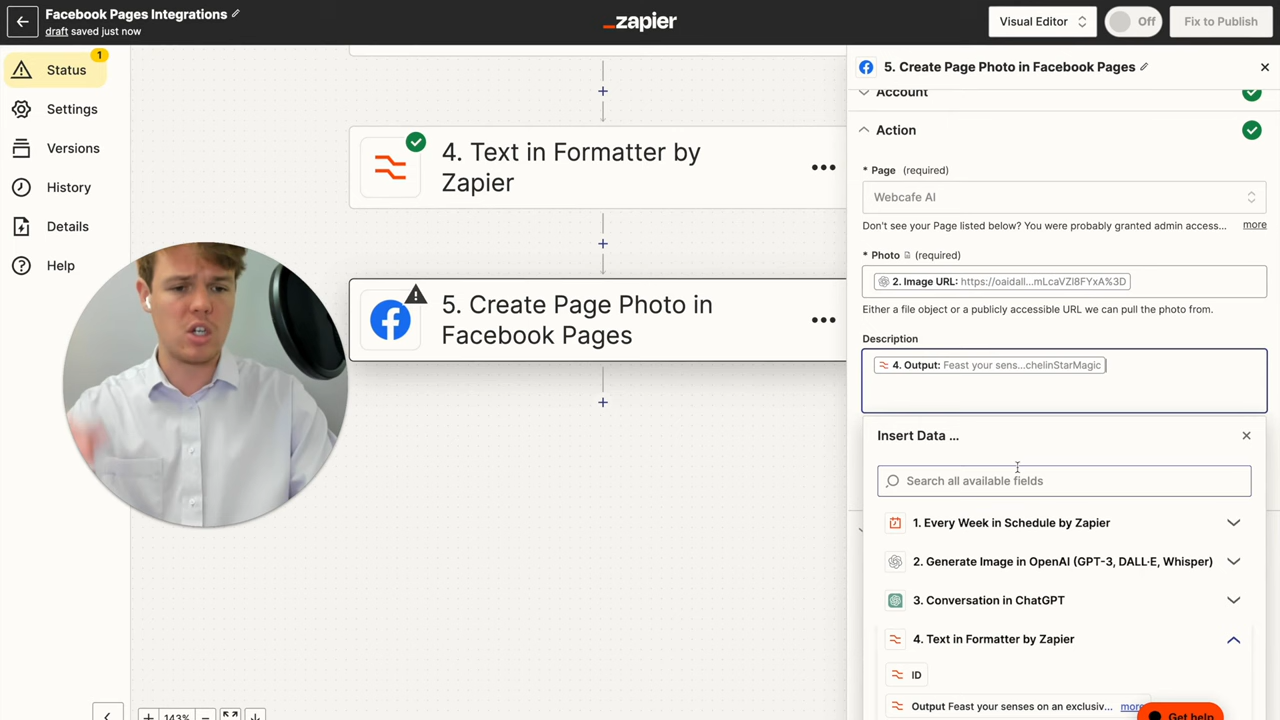 Facebook Pages Integrations
draft saved just now
_zapier
Visual Editor
Off
Fix to Publish
Status
1
Settings
Versions
History
Details
Help
4. Text in Formatter by
Zapier
5. Create Page Photo in
Facebook Pages
143%
5. Create Page Photo in Facebook Pages
Account
Action
* Page (required)
Webcafe AI
Don't see your Page listed below? You were probably granted admin access... more
* Photo (required)
2. Image URL: https://oaidall...mLcaVZl8FYxA%3D
Either a file object or a publicly accessible URL we can pull the photo from.
Description
4. Output: Feast your sens...chelinStarMagic
Insert Data ...
Search all available fields
1. Every Week in Schedule by Zapier
2. Generate Image in OpenAI (GPT-3, DALL·E, Whisper)
3. Conversation in ChatGPT
4. Text in Formatter by Zapier
ID
Output Feast your senses on an exclusiv... more
Get help